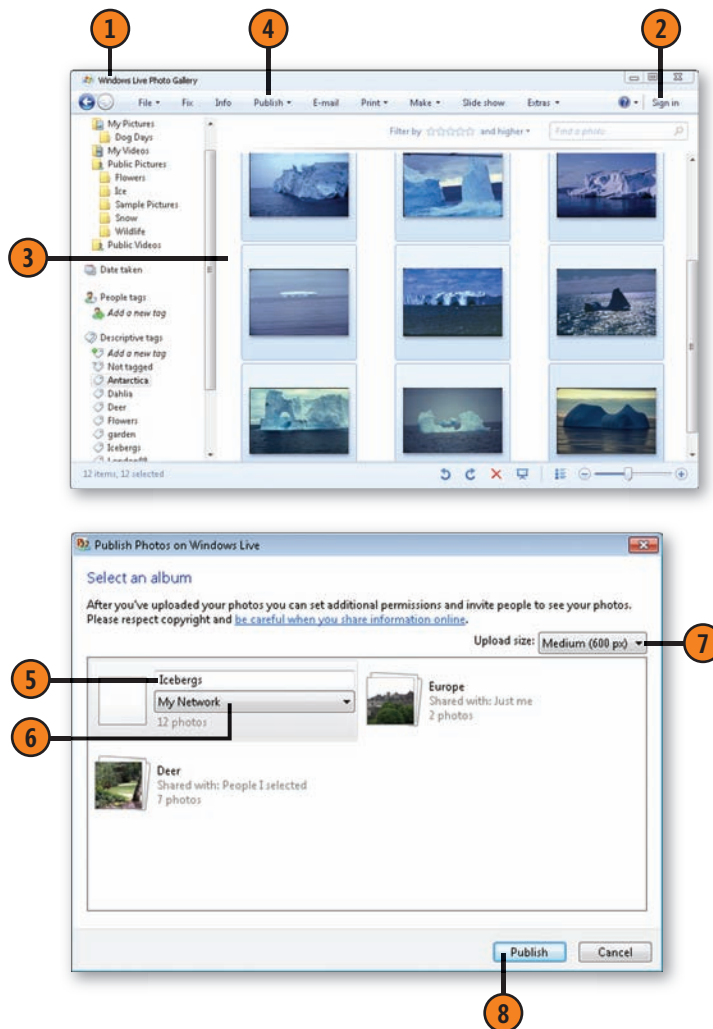 1
4
2
Windows Live Photo Gallery
File Fix Info Publish E-mail Print Make Slide show Extras Sign in
My Pictures
Dog Days
My Videos
Public Pictures
Flowers
Ice
Sample Pictures
Snow
Wildlife
Public Videos
Filter by and higher
Find a photo
3
Date taken
People tags
Add a new tag
Descriptive tags
Add a new tag
Not tagged
Antarctica
Dahlia
Deer
Flowers
garden
Icebergs
12 items, 12 selected
Publish Photos on Windows Live
Select an album
After you've uploaded your photos you can set additional permissions and invite people to see your photos.
Please respect copyright and be careful when you share information online.
Upload size: Medium (600 px)
7
5
Icebergs
6
My Network
12 photos
Europe
Shared with: Just me
2 photos
Deer
Shared with: People I selected
7 photos
Publish Cancel
8